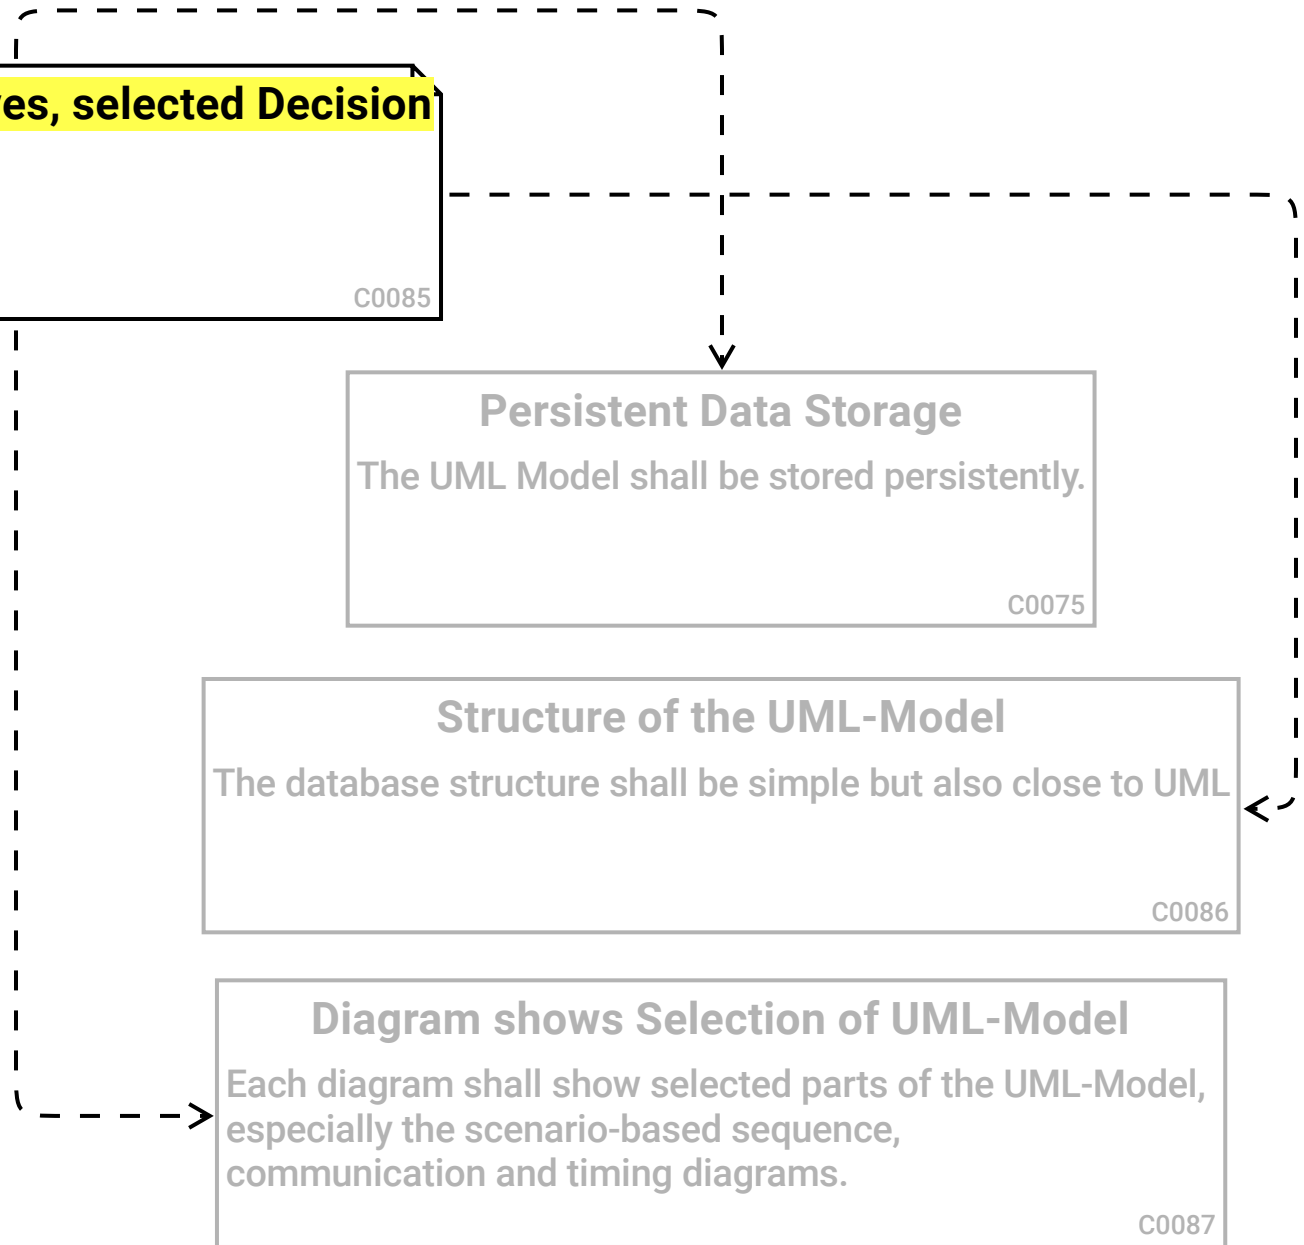 selected Decision
C0085
Persistent Data Storage
The UML Model shall be stored persistently.
C0075
Structure of the UML-Model
The database structure shall be simple but also close to UML
C0086
Diagram shows Selection of UML-Model
Each diagram shall show selected parts of the UML-Model,
especially the scenario-based sequence,
communication and timing diagrams.
C0087